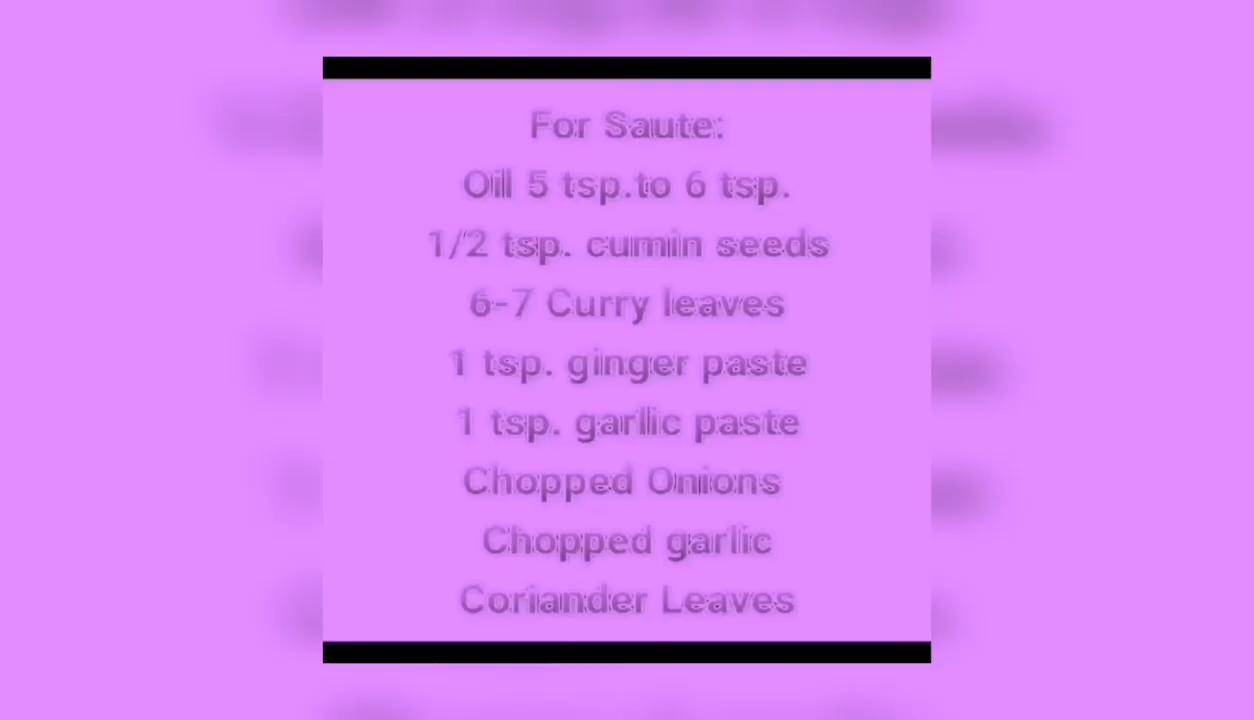 For Saute:
Oill 5 tsp.to 6 tsp.
1/2 tsp. cumin seeds
6-7 Curry leaves
1 tsp. ginger paste
1 tsp. garlic paste
Chopped Onions
Chopped garlic
Coriander Leaves